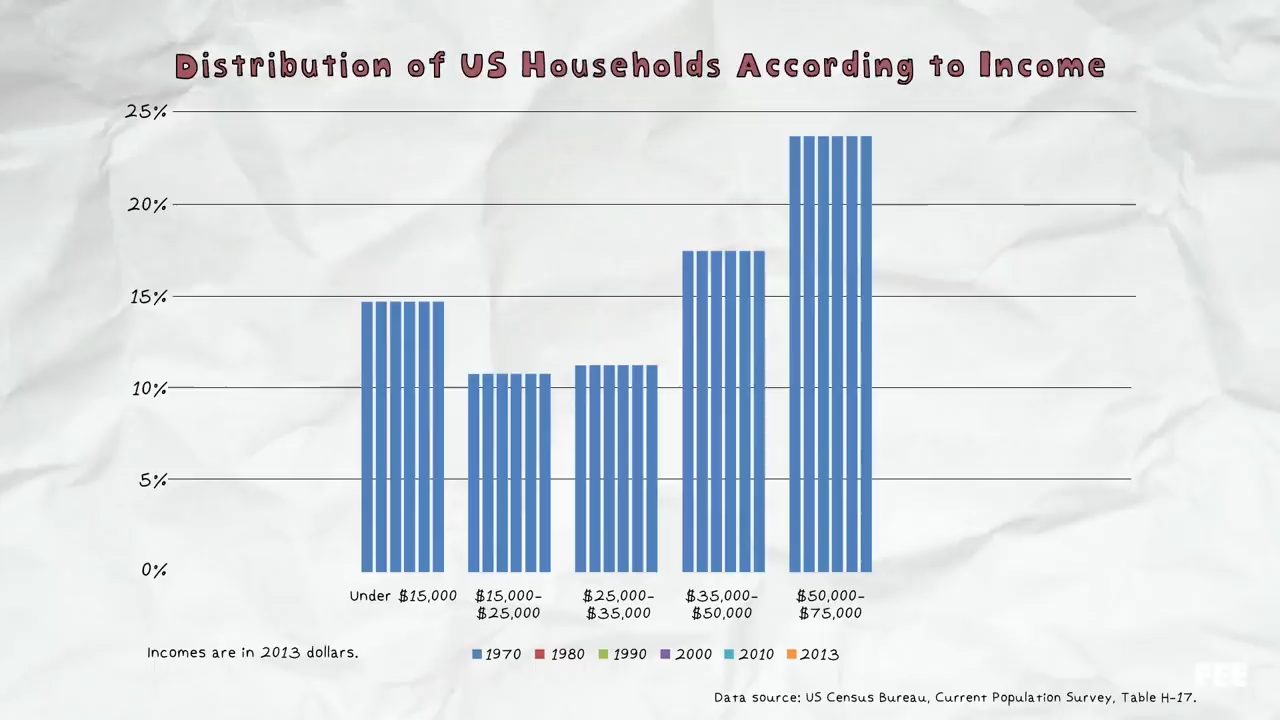 Distribution of US Households According to Income
25%
20%
15%
10%
5%
0%
Under $15,000
$15,000-
$25,000
$25,000-
$35,000
$35,000-
$50,000
$50,000-
$75,000
Incomes are in 2013 dollars.
1970 1980 1990 2000 2010 2013
FEE
Data source: US Census Bureau, Current Population Survey, Table H-17.